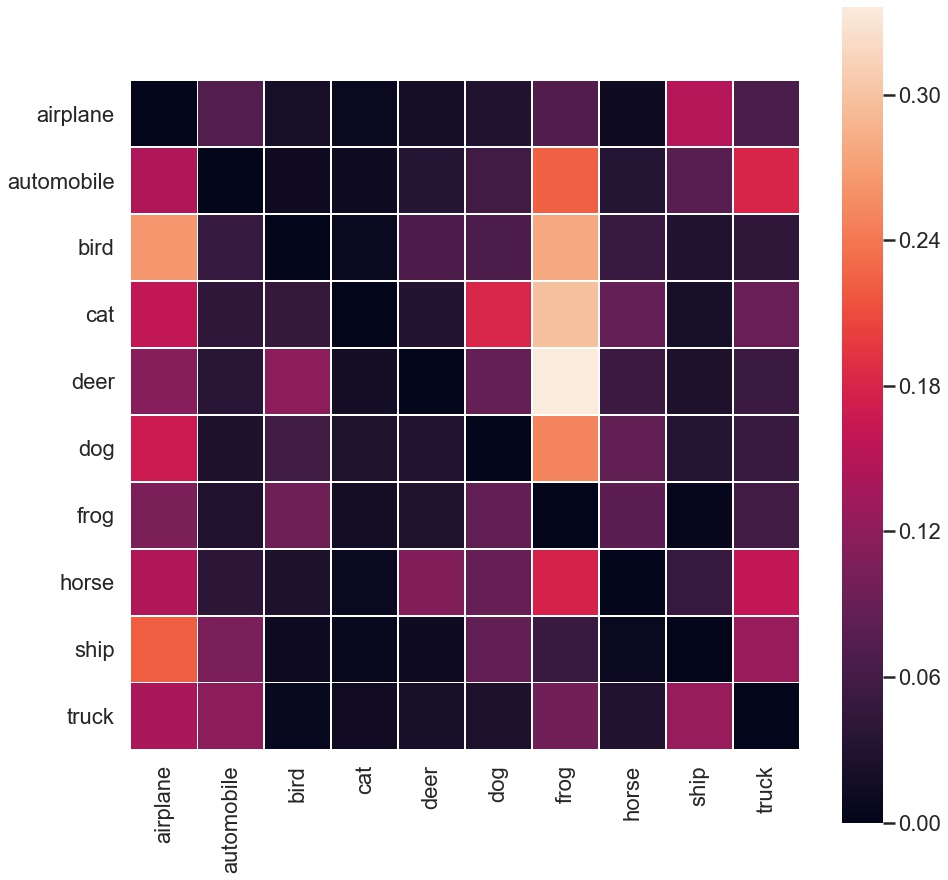 airplane
automobile
bird
cat
deer
dog
frog
horse
ship
truck
airplane
automobile
bird
cat
deer
dog
frog
horse
ship
truck
0.30
0.24
0.18
0.12
0.06
0.00